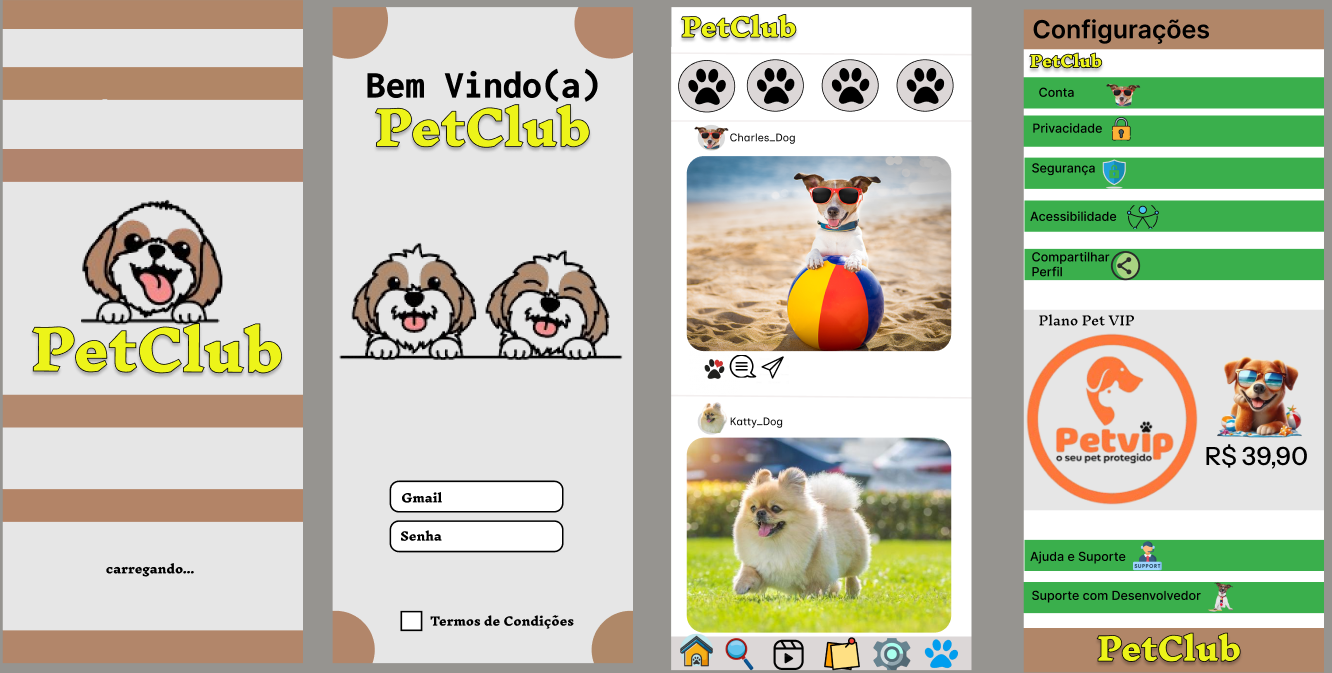 PetClub
carregando...
Bem Vindo(a)
PetClub
Gmail
Senha
Termos de Condições
PetClub
Charles_Dog
Katty_Dog
Configurações
PetClub
Conta
Privacidade
Segurança
Acessibilidade
Compartilhar
Perfil
Plano Pet VIP
Petvip
o seu pet protegido
R$ 39,90
Ajuda e Suporte
SUPPORT
Suporte com Desenvolvedor
PetClub